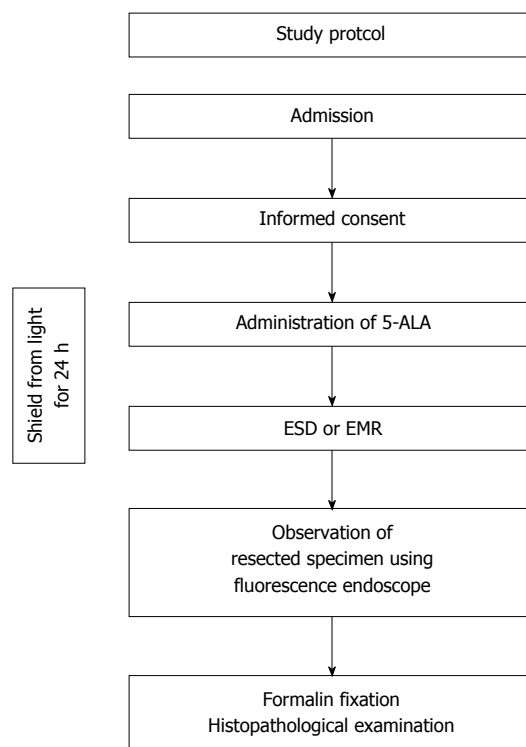 Study protcol
Admission
Informed consent
Shield from light
for 24 h
Administration of 5-ALA
ESD or EMR
Observation of
resected specimen using
fluorescence endoscope
Formalin fixation
Histopathological examination